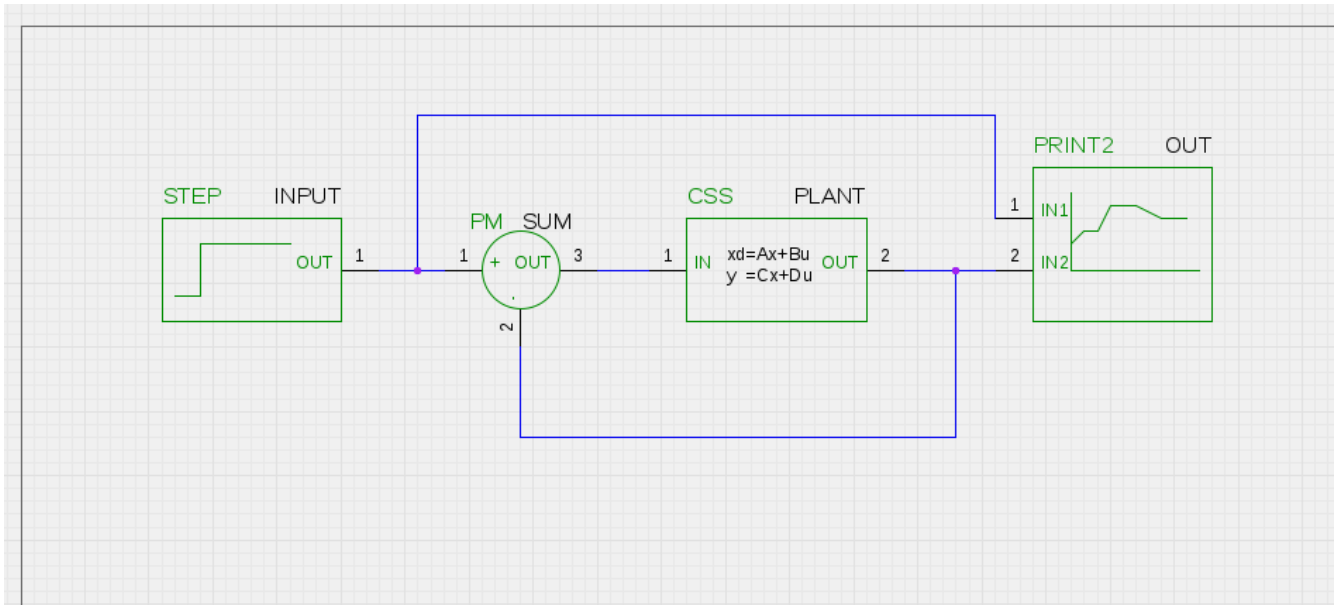 PRINT2 OUT
STEP INPUT
CSS PLANT
PM SUM
1 IN1
OUT 1
1 + OUT 3
1 IN xd=Ax+Bu OUT 2
y =Cx+Du
2 IN2
2